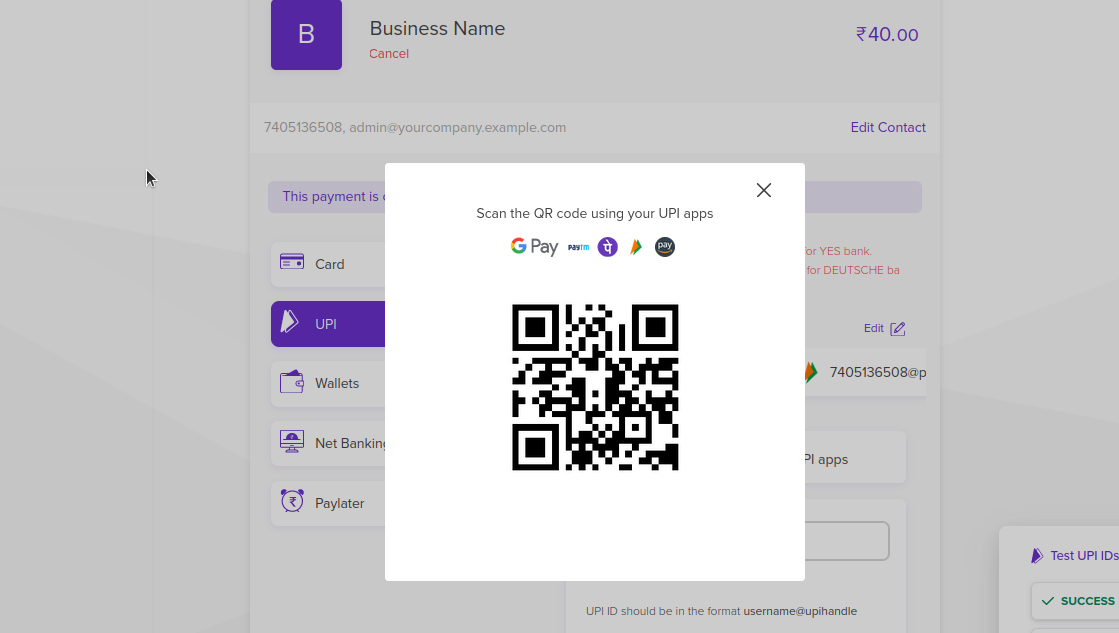 B
Business Name
₹40.00
Cancel
7405136508, admin@yourcompany.example.com
Edit Contact
This payment is
Scan the QR code using your UPI apps
G Pay Paytm पे pay
for YES bank.
for DEUTSCHE ba
Card
UPI
Edit
Wallets
7405136508@p
Net Banking
PI apps
Paylater
Test UPI IDs
SUCCESS
UPI ID should be in the format username@upihandle